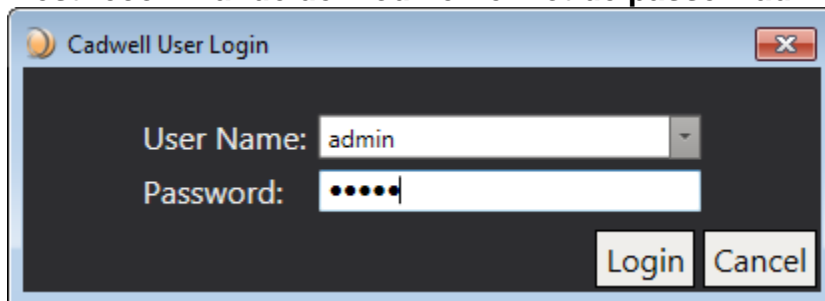 Cadwell User Login
User Name: admin
Password: •••••
Login Cancel